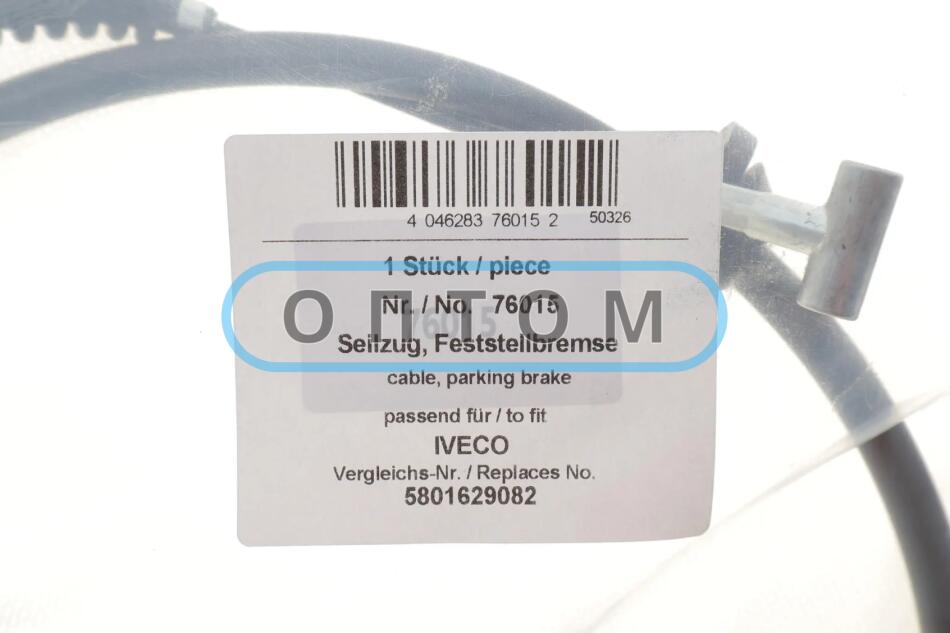 4 046283 76015 2 50326
1 Stück / piece
Nr. / No. 76015
ОПТОМ
Seilzug, Feststellbremse
cable, parking brake
passend für / to fit
IVECO
Vergleichs-Nr. / Replaces No.
5801629082